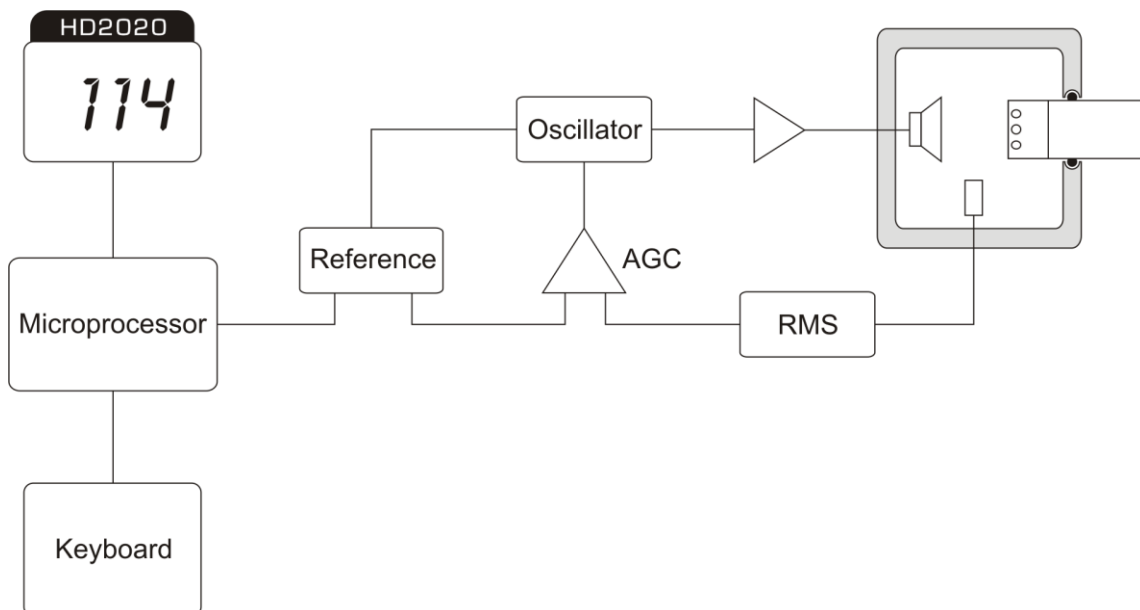 HD2020
114
Oscillator
Reference
AGC
Microprocessor
RMS
Keyboard